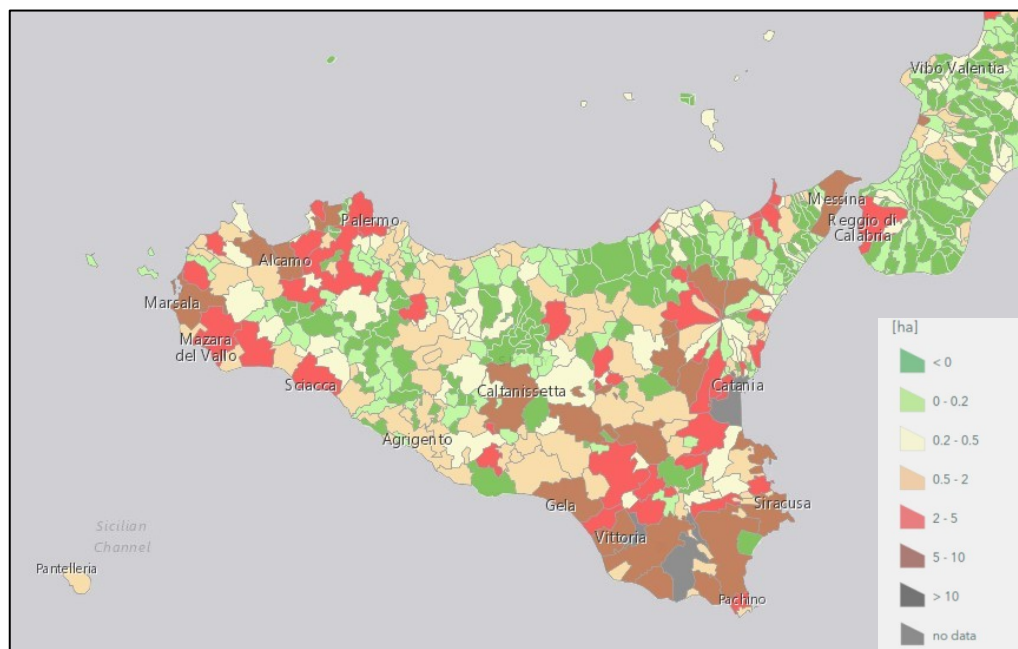 Vibo Valentia
Messina
Reggio di
Calabria
Palermo
Alcamo
Marsala
Mazara
del Vallo
Sciacca
Caltanissetta
Catania
Agrigento
Gela
Siracusa
Vittoria
Sicilian
Channel
Pantelleria
Pachino
[ha]
< 0
0 - 0.2
0.2 - 0.5
0.5 - 2
2 - 5
5 - 10
> 10
no data